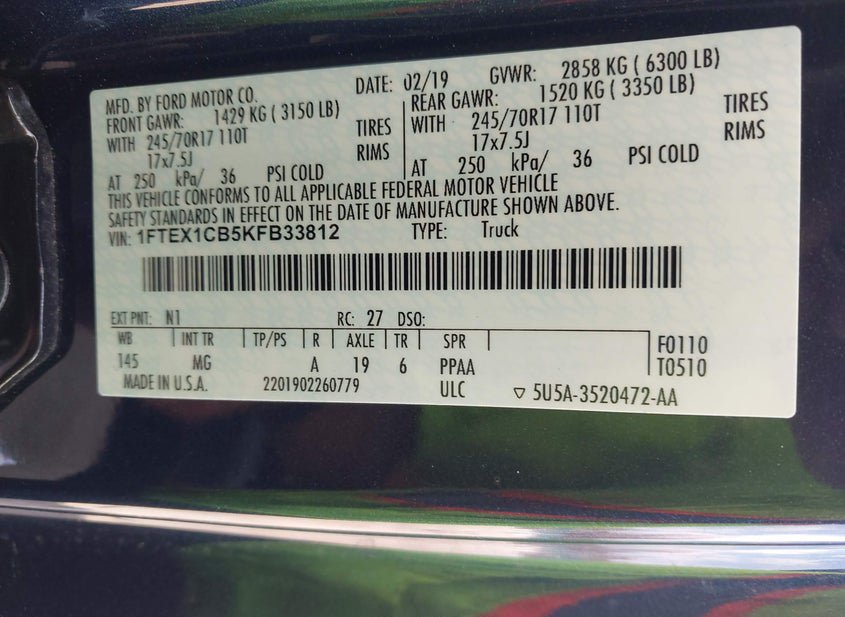 MFD. BY FORD MOTOR CO. DATE: 02/19 GVWR: 2858 KG ( 6300 LB)
FRONT GAWR: 1429 KG ( 3150 LB) REAR GAWR: 1520 KG ( 3350 LB)
WITH 245/70R17 110T TIRES WITH 245/70R17 110T TIRES
17x7.5J RIMS 17x7.5J RIMS
AT 250 kPa/ 36 PSI COLD AT 250 kPa/ 36 PSI COLD
THIS VEHICLE CONFORMS TO ALL APPLICABLE FEDERAL MOTOR VEHICLE
SAFETY STANDARDS IN EFFECT ON THE DATE OF MANUFACTURE SHOWN ABOVE.
VIN: 1FTEX1CB5KFB33812 TYPE: Truck
EXT PNT: N1 RC: 27 DSO:
WB INT TR TP/PS R AXLE TR SPR F0110
145 MG A 19 6 PPAA T0510
MADE IN U.S.A. 2201902260779 ULC ▽ 5U5A-3520472-AA